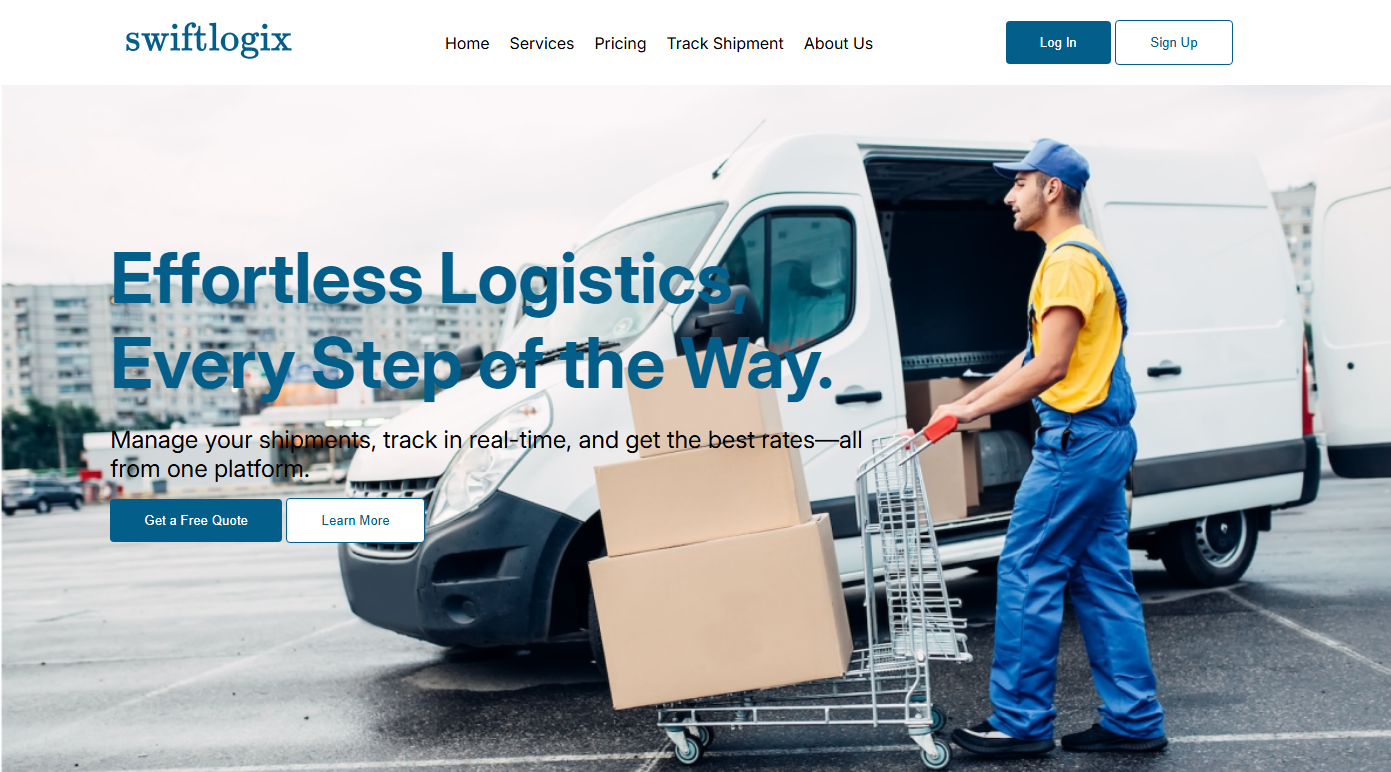 swiftlogix
Home Services Pricing Track Shipment About Us
Log In
Sign Up
Effortless Logistics,
Every Step of the Way.
Manage your shipments, track in real-time, and get the best rates—all
from one platform.
Get a Free Quote
Learn More